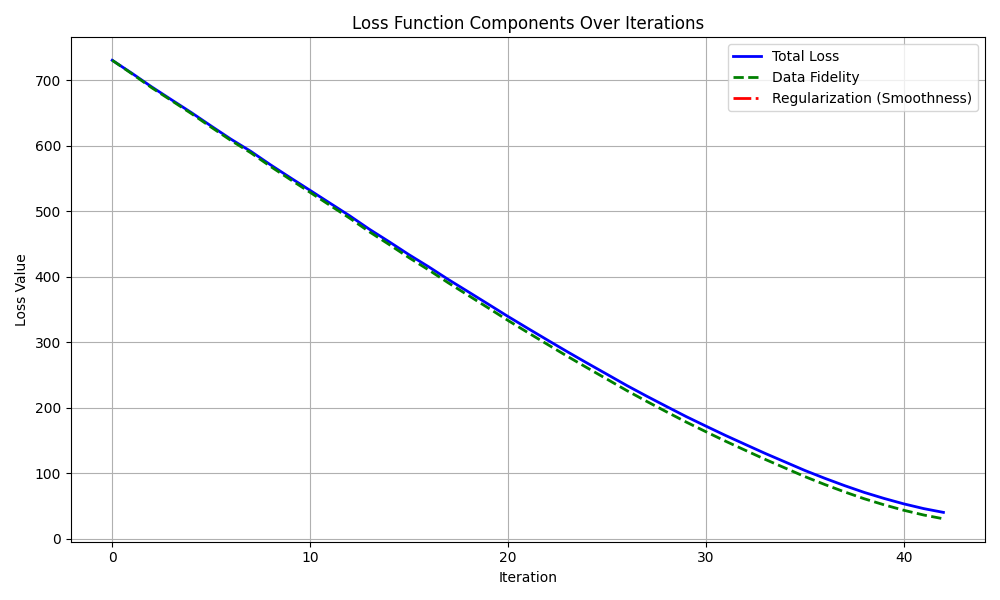 Loss Function Components Over Iterations
Total Loss
Data Fidelity
Regularization (Smoothness)
700
600
500
400
300
200
100
0
Loss Value
0 10 20 30 40
Iteration